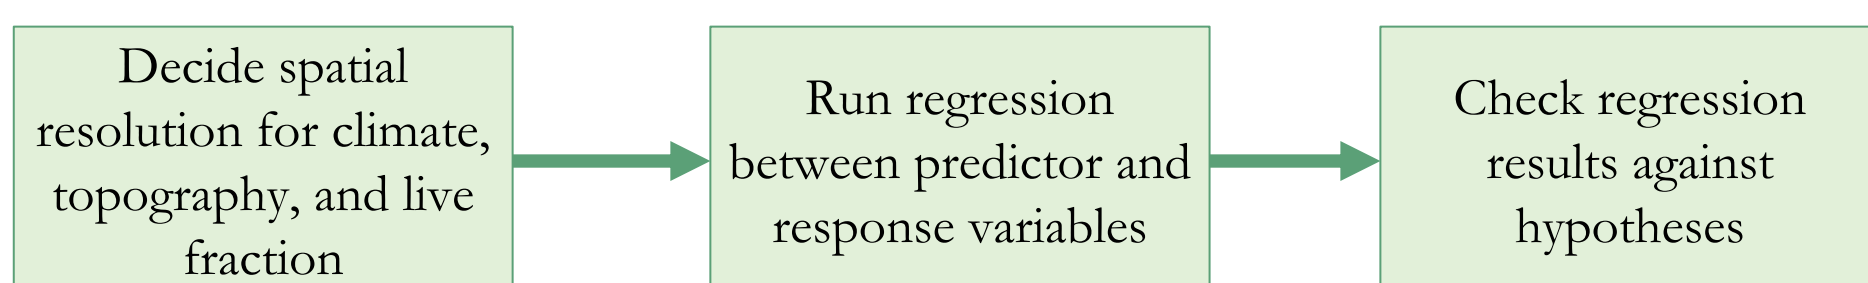 Decide spatial
resolution for climate,
topography, and live
fraction
Run regression
between predictor and
response variables
Check regression
results against
hypotheses